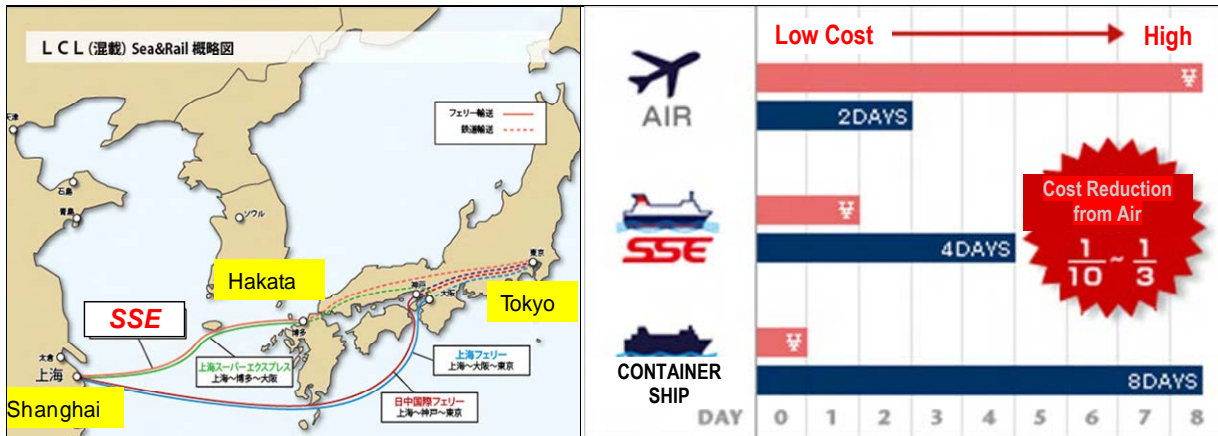 LCL(混載)Sea&Rail 概略図
フェリー輸送
鉄道輸送
天津
石島
青島
ソウル
Hakata
東京
神戸
大阪
Tokyo
SSE
博多
太倉
上海
上海スーパーエクスプレス
上海～博多～大阪
上海フェリー
上海～大阪～東京
日中国際フェリー
上海～神戸～東京
Shanghai
Low Cost
High
¥
AIR
2DAYS
Cost Reduction
from Air
1/10 ~ 1/3
¥
SSE
4DAYS
¥
CONTAINER
SHIP
8DAYS
DAY 0 1 2 3 4 5 6 7 8